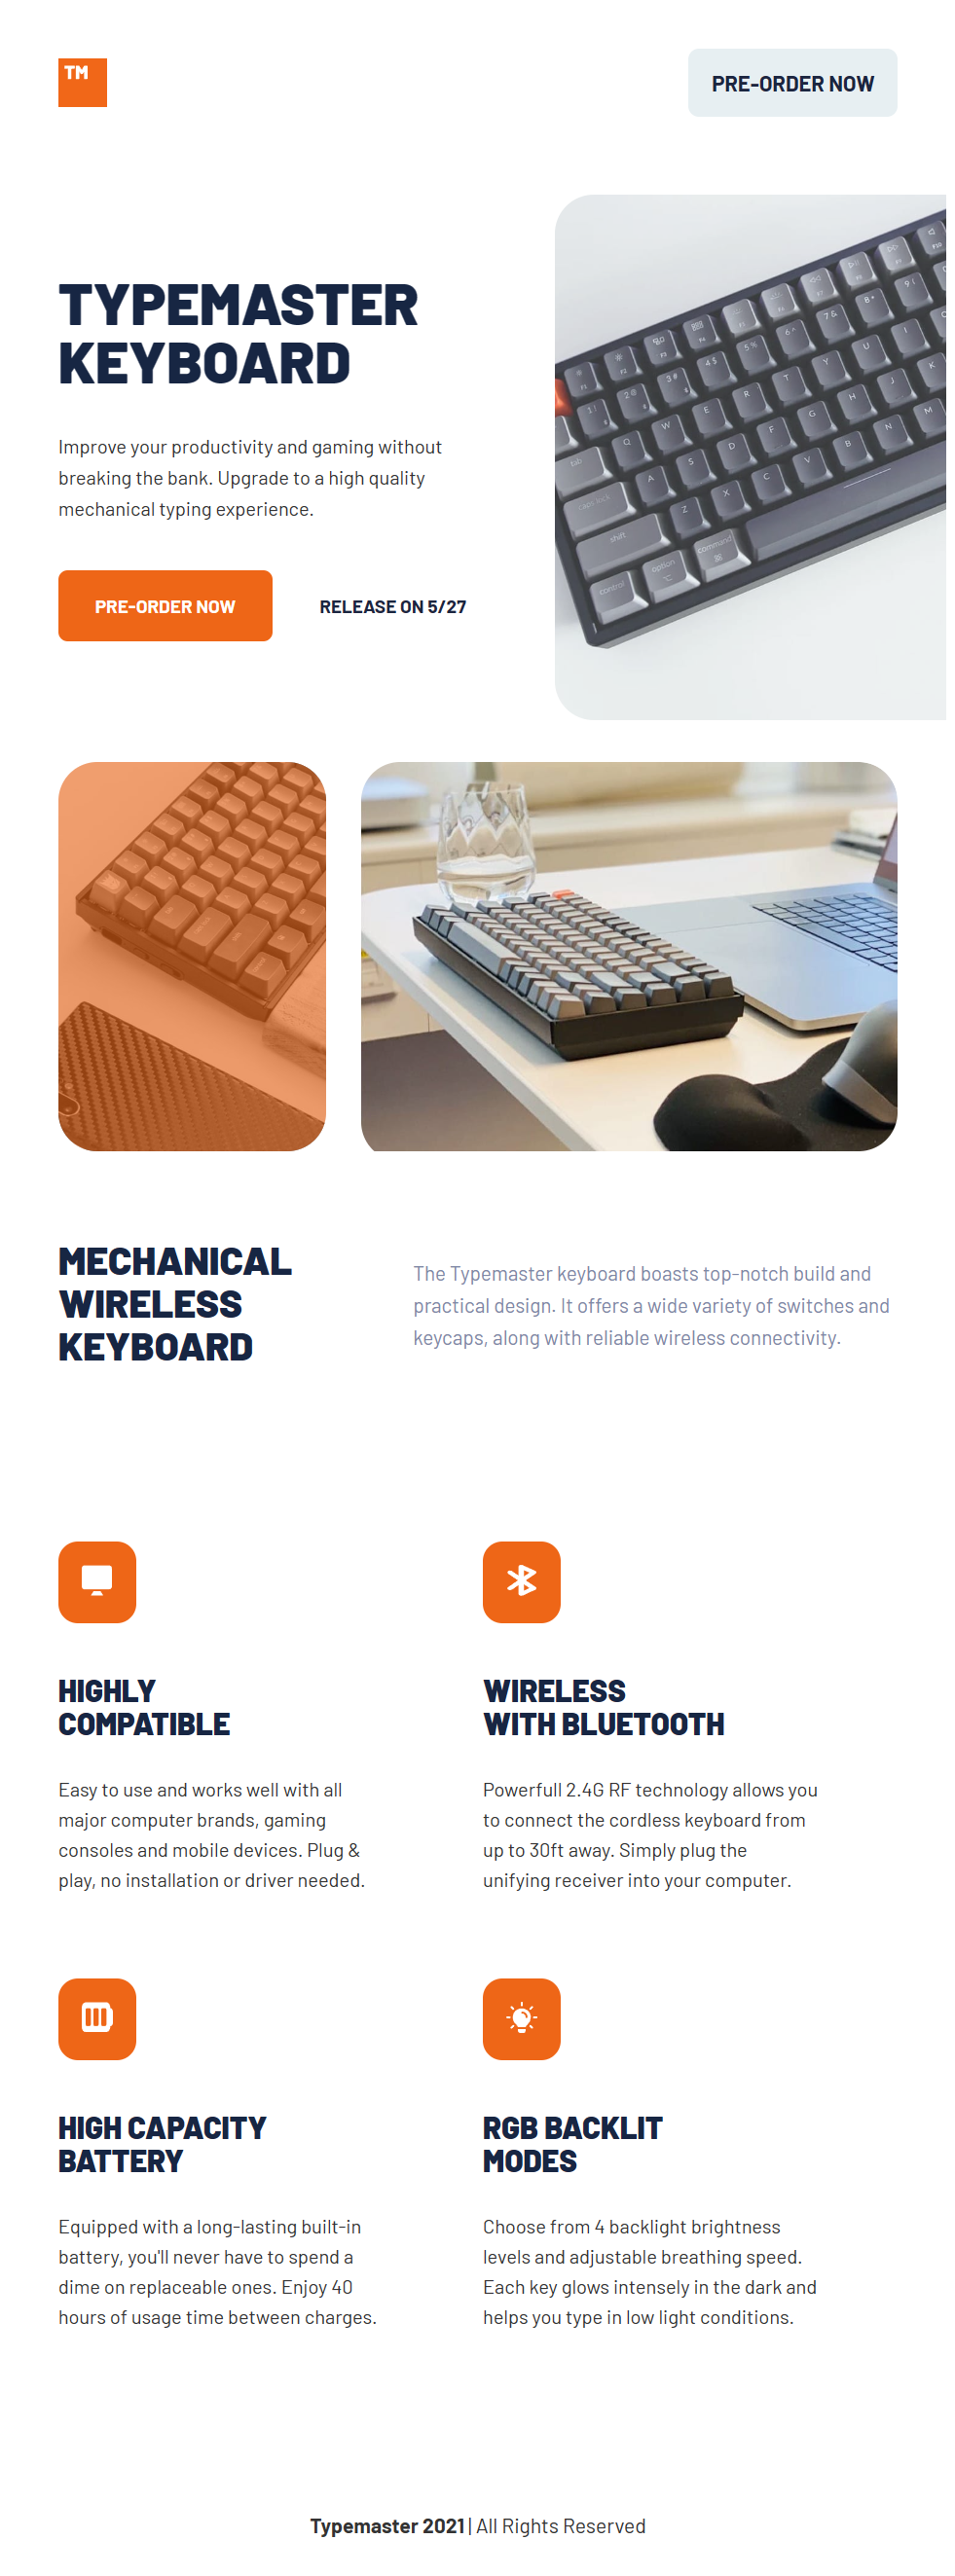 TM
PRE-ORDER NOW
TYPEMASTER
KEYBOARD
Improve your productivity and gaming without
breaking the bank. Upgrade to a high quality
mechanical typing experience.
PRE-ORDER NOW
RELEASE ON 5/27
tab
caps lock
shift
control
option
command
MECHANICAL
WIRELESS
KEYBOARD
The Typemaster keyboard boasts top-notch build and
practical design. It offers a wide variety of switches and
keycaps, along with reliable wireless connectivity.
HIGHLY
COMPATIBLE
Easy to use and works well with all
major computer brands, gaming
consoles and mobile devices. Plug &
play, no installation or driver needed.
WIRELESS
WITH BLUETOOTH
Powerfull 2.4G RF technology allows you
to connect the cordless keyboard from
up to 30ft away. Simply plug the
unifying receiver into your computer.
HIGH CAPACITY
BATTERY
Equipped with a long-lasting built-in
battery, you'll never have to spend a
dime on replaceable ones. Enjoy 40
hours of usage time between charges.
RGB BACKLIT
MODES
Choose from 4 backlight brightness
levels and adjustable breathing speed.
Each key glows intensely in the dark and
helps you type in low light conditions.
Typemaster 2021 | All Rights Reserved